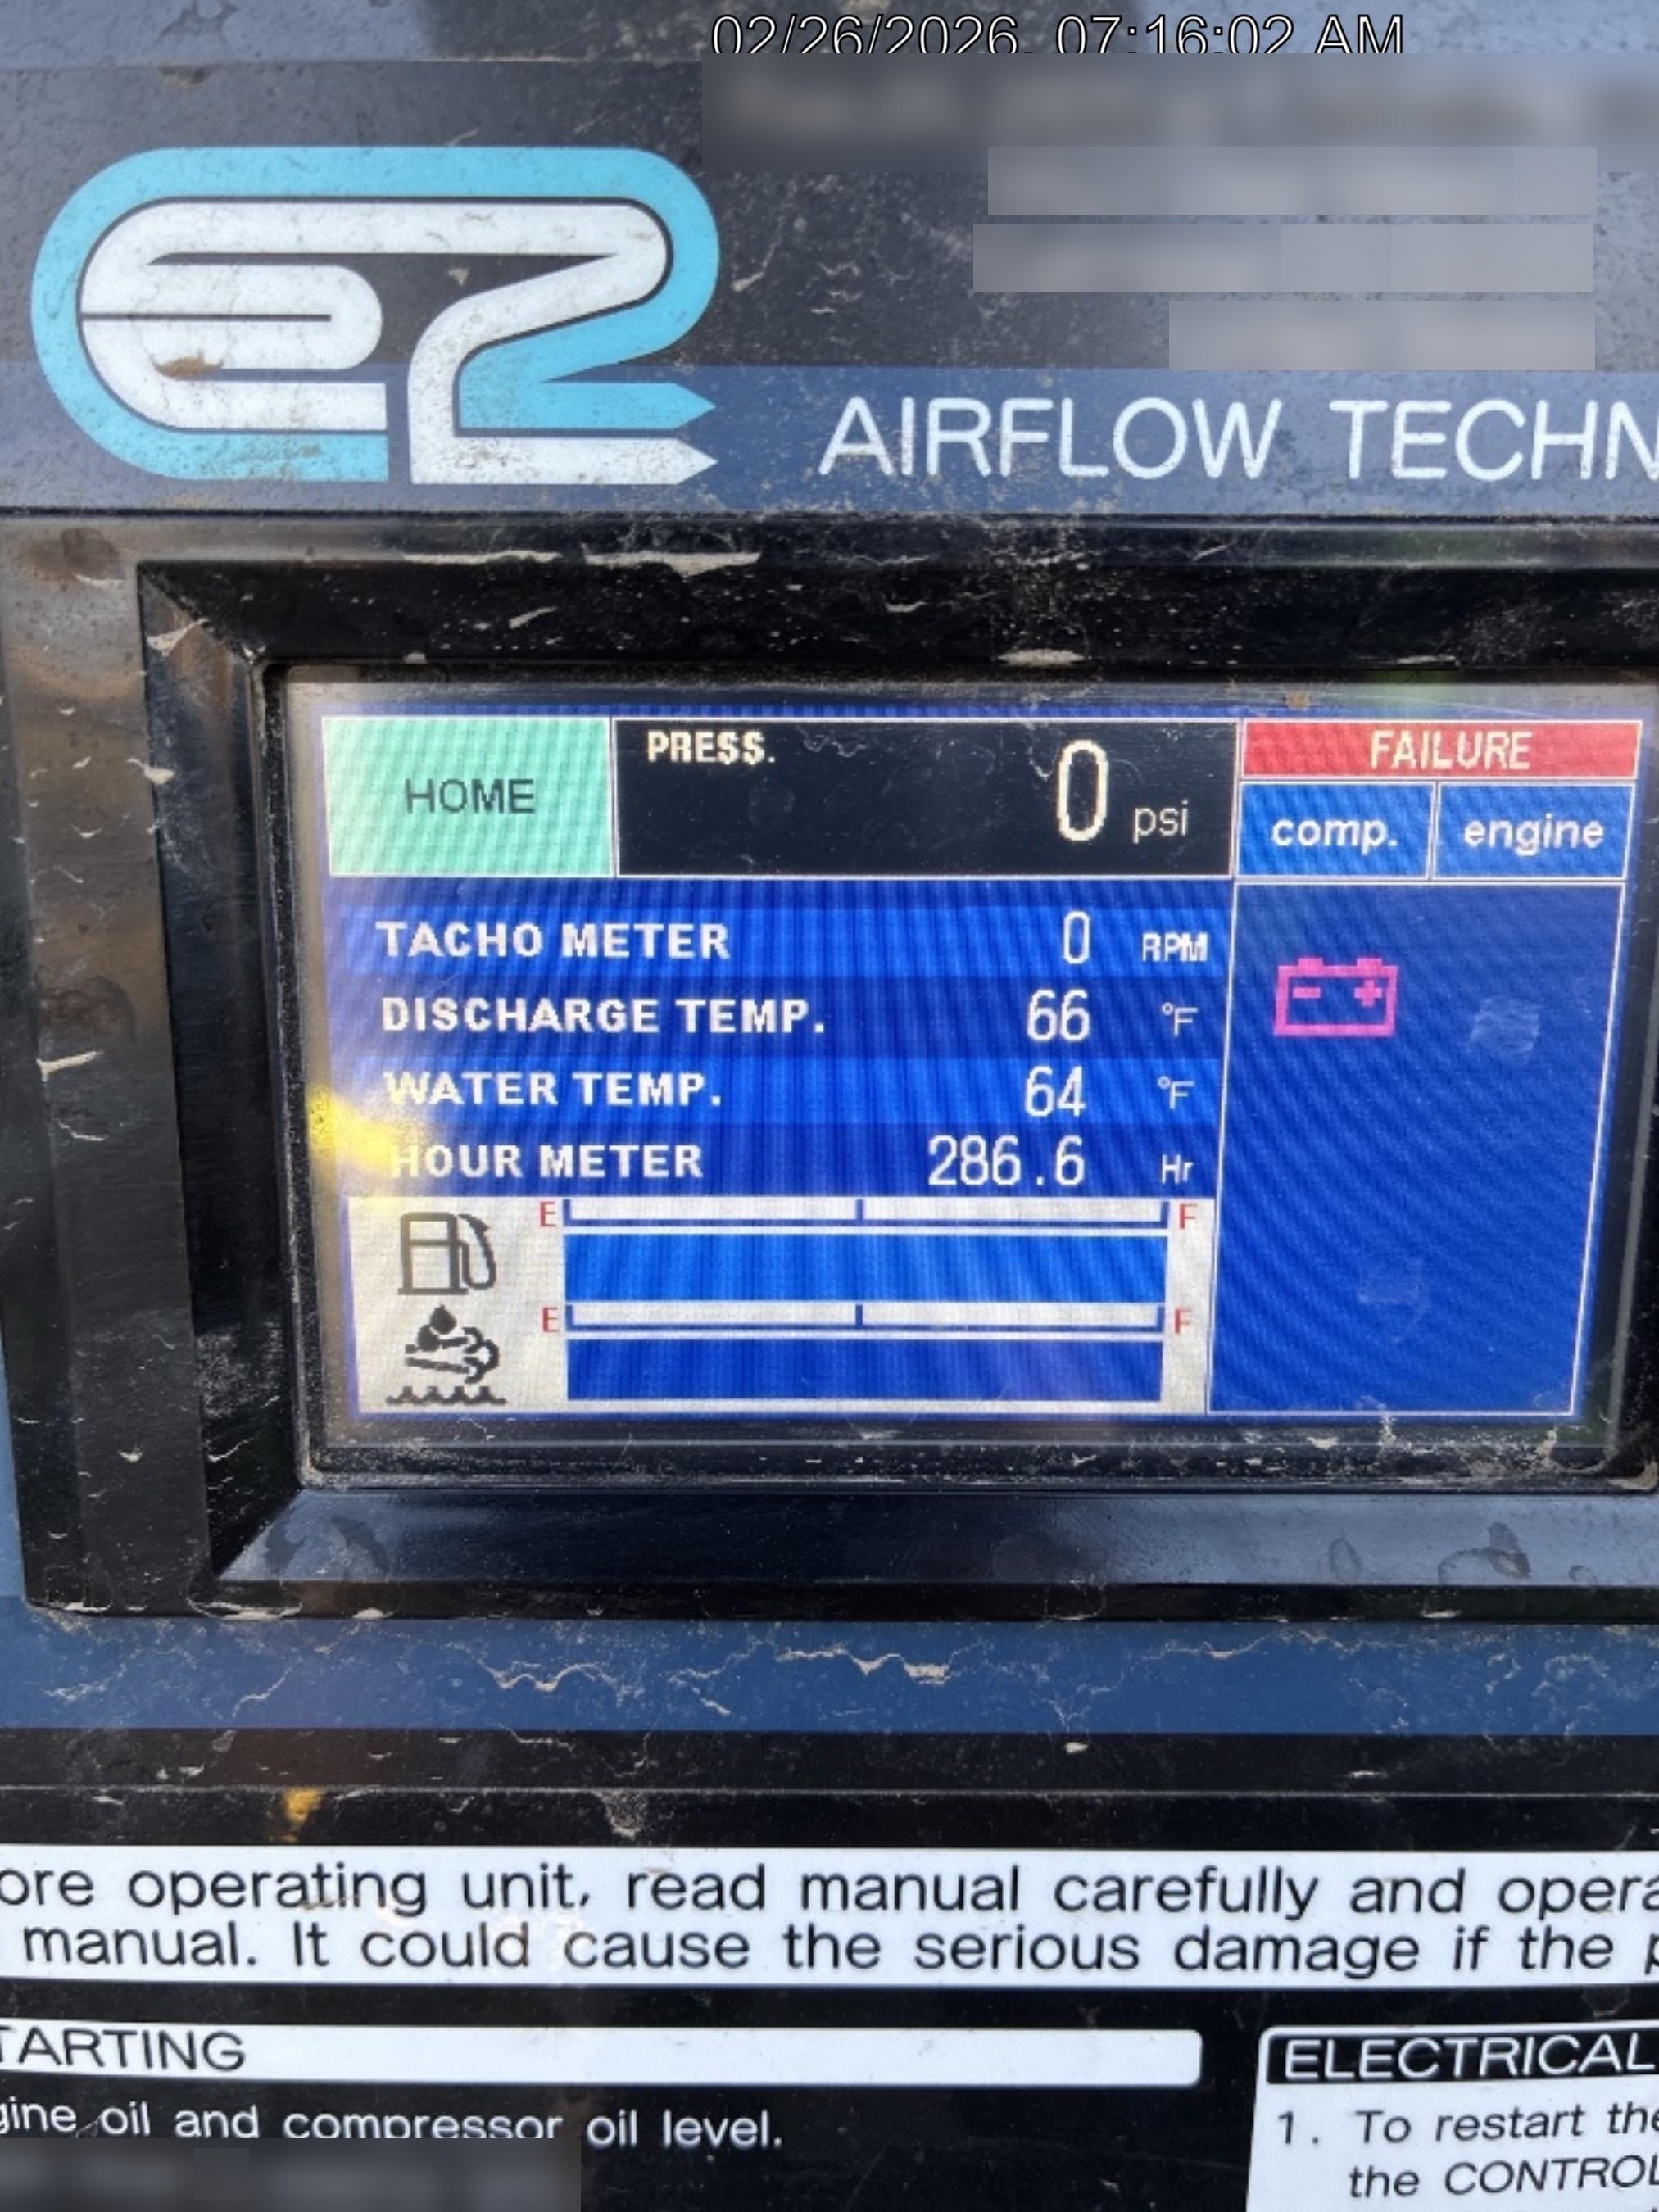 02/26/2026, 07:16:02 AM
e2
AIRFLOW TECHN
HOME
PRESS. 0 psi
FAILURE
comp. engine
TACHO METER 0 RPM
DISCHARGE TEMP. 66 °F
WATER TEMP. 64 °F
HOUR METER 286.6 Hr
E F
E F
- +
ore operating unit, read manual carefully and opera
manual. It could cause the serious damage if the p
TARTING
gine oil and compressor oil level.
ELECTRICAL
1. To restart the
the CONTROL